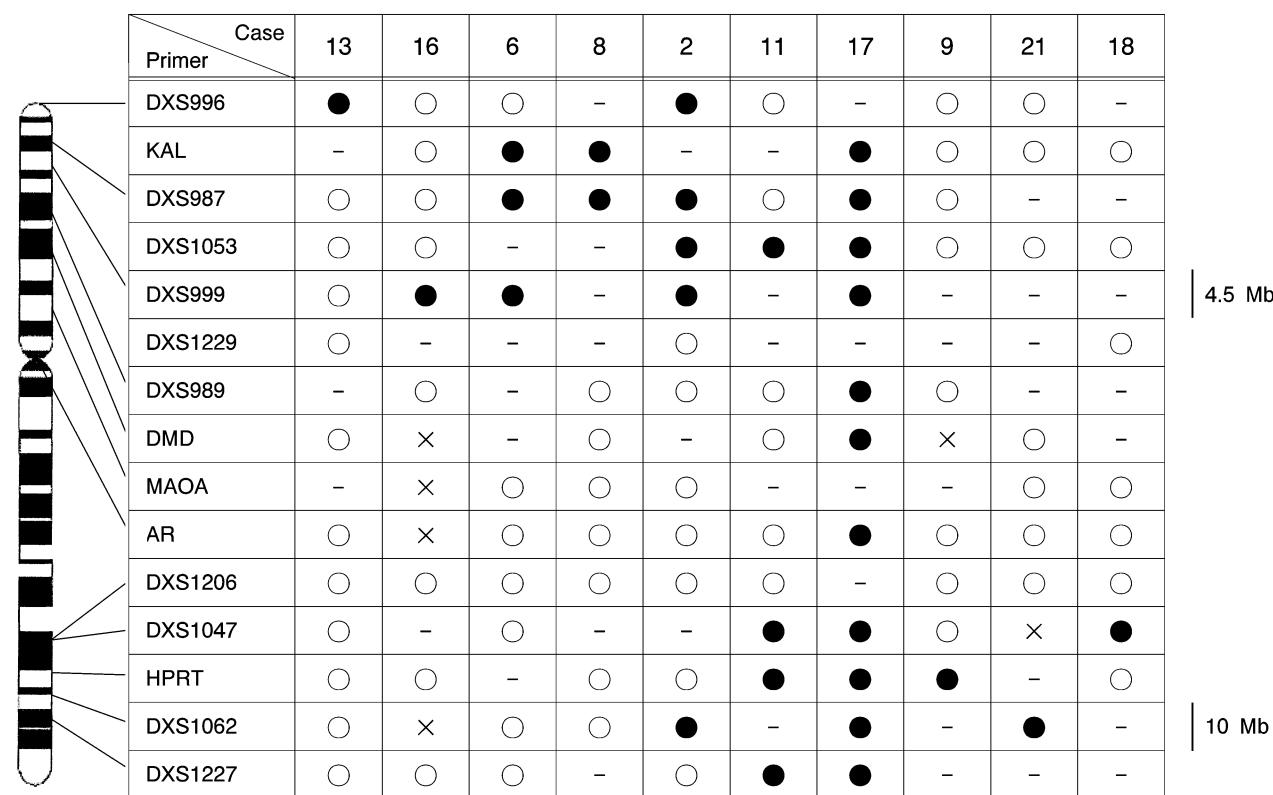 Case 13 16 6 8 2 11 17 9 21 18
Primer
DXS996 – –
KAL – – –
DXS987 – –
DXS1053 – –
DXS999 – – – – – 4.5 Mb
DXS1229 – – – – – – –
DXS989 – – – –
DMD × – – × –
MAOA – × – – –
AR ×
DXS1206 –
DXS1047 – – – ×
HPRT – –
DXS1062 × – – – 10 Mb
DXS1227 – – – –